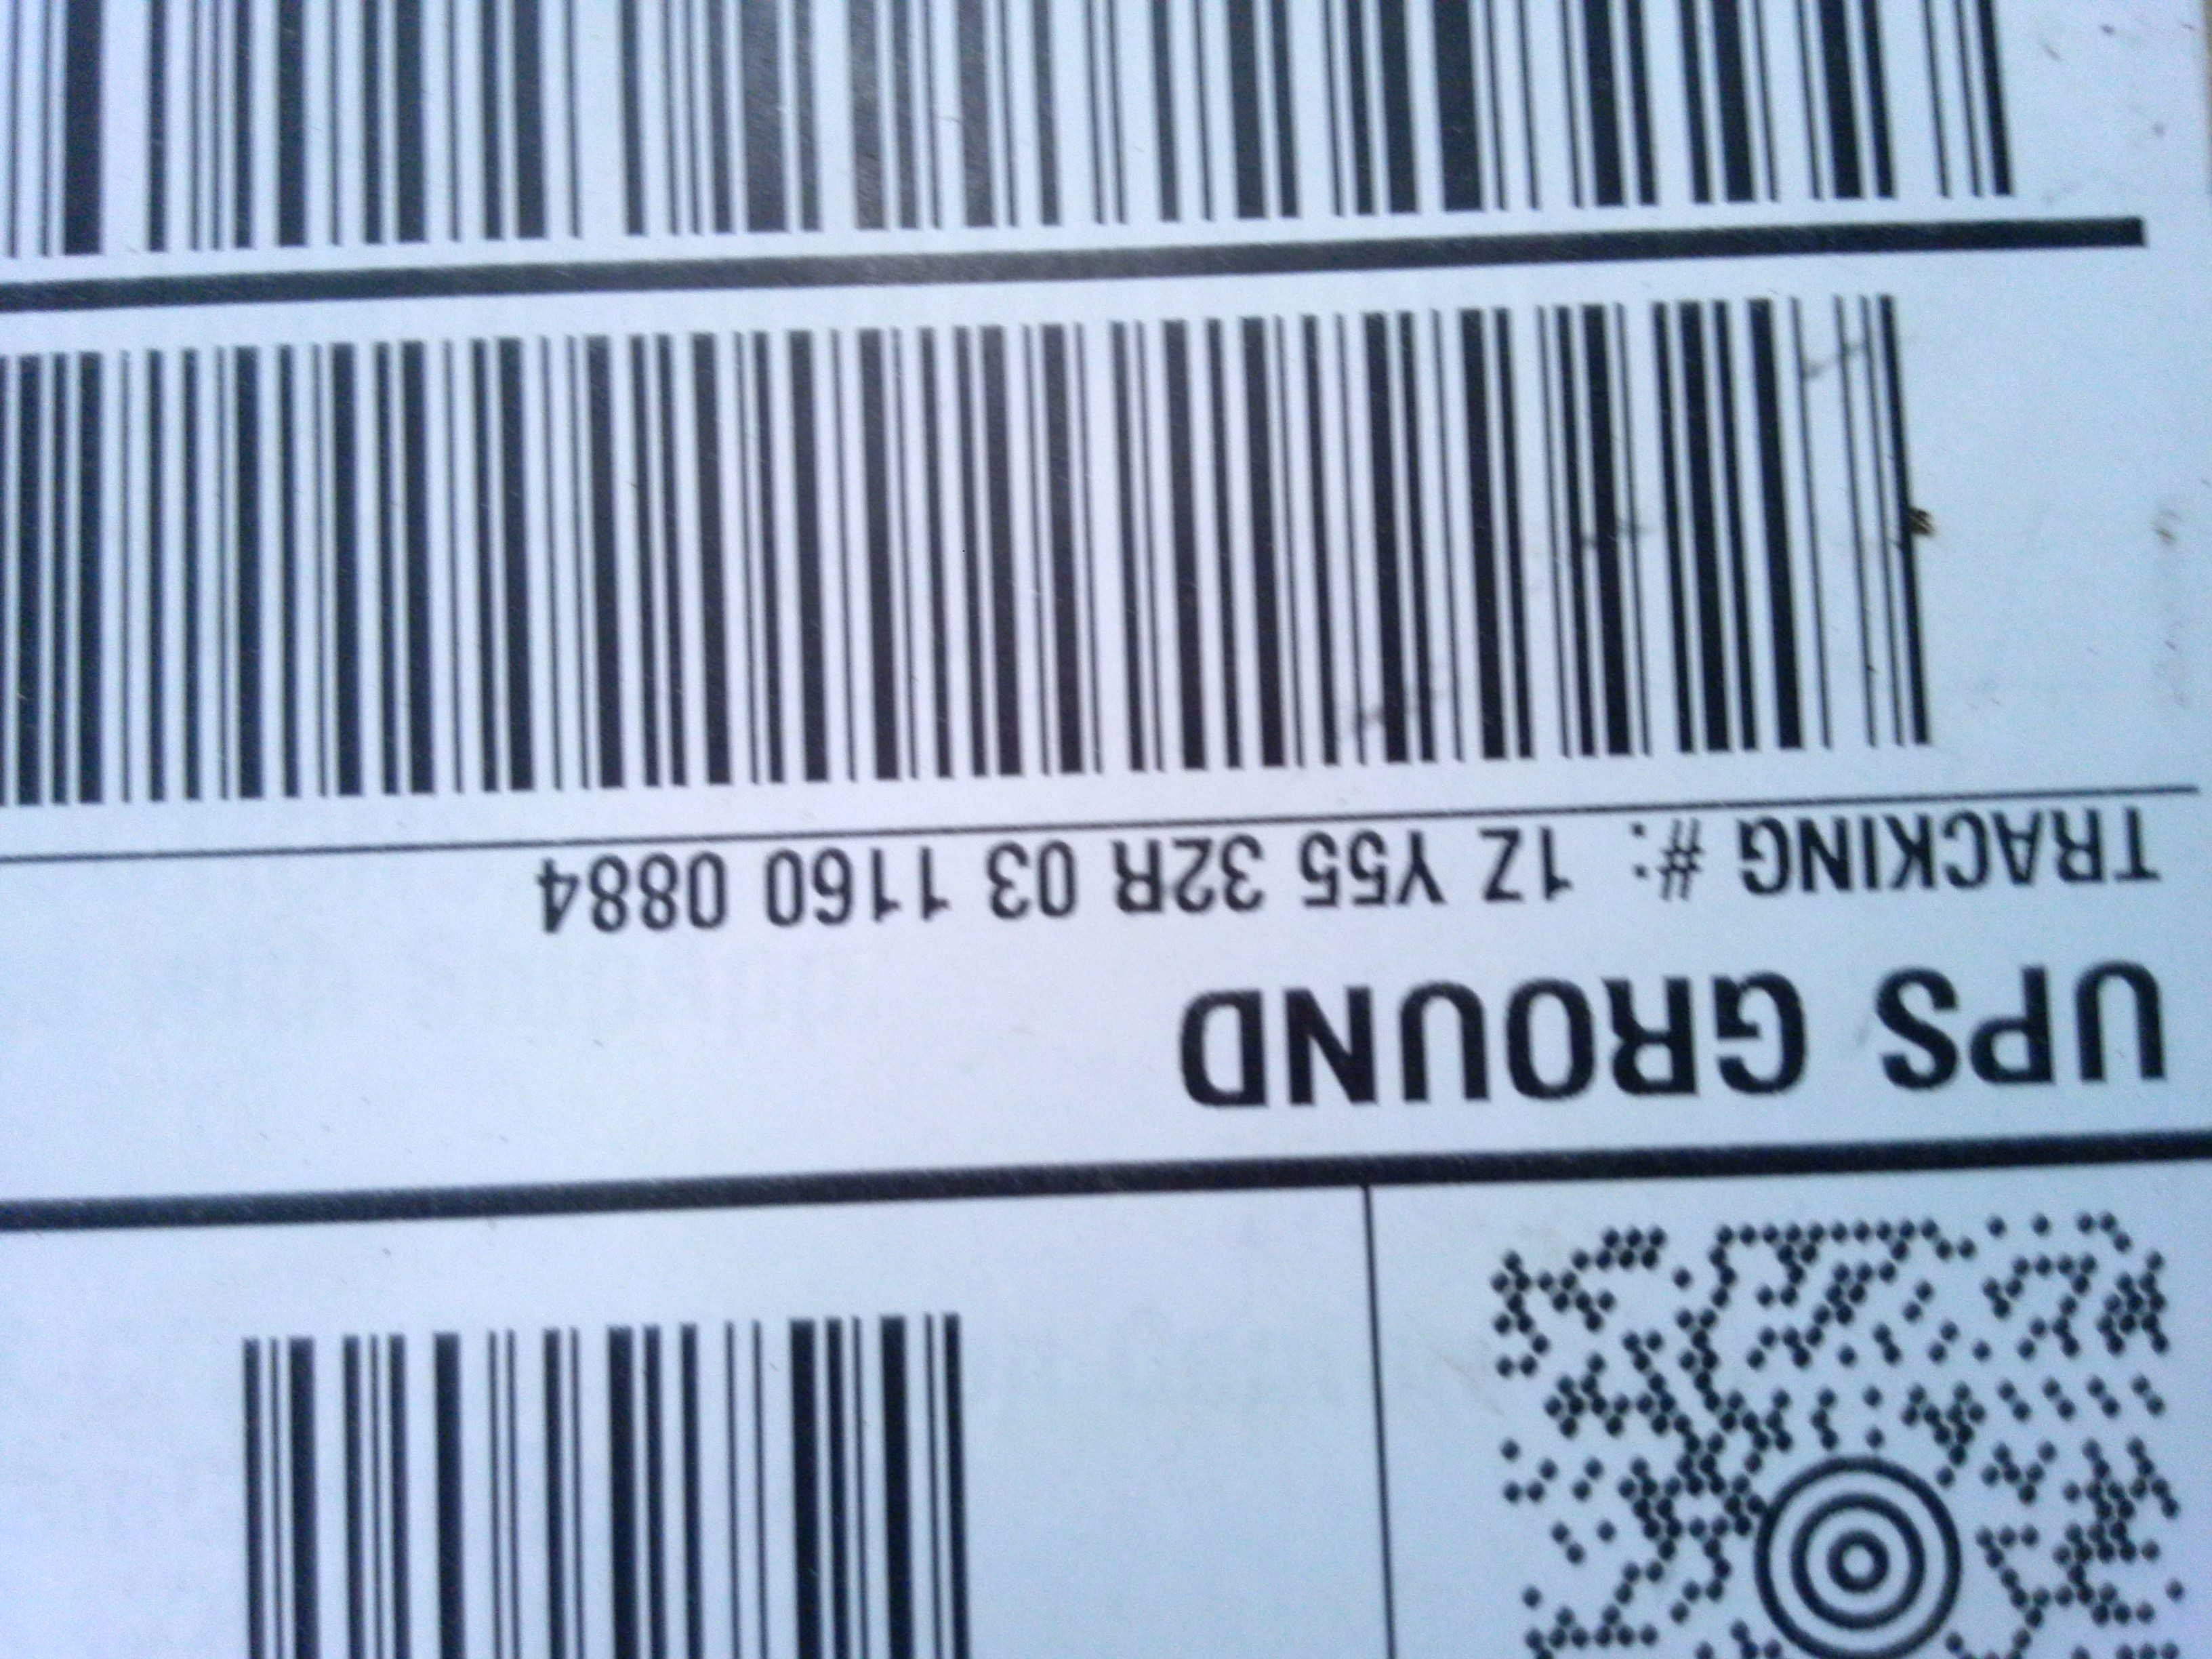 UPS GROUND
TRACKING #: 1Z Y55 32R 03 1160 0884